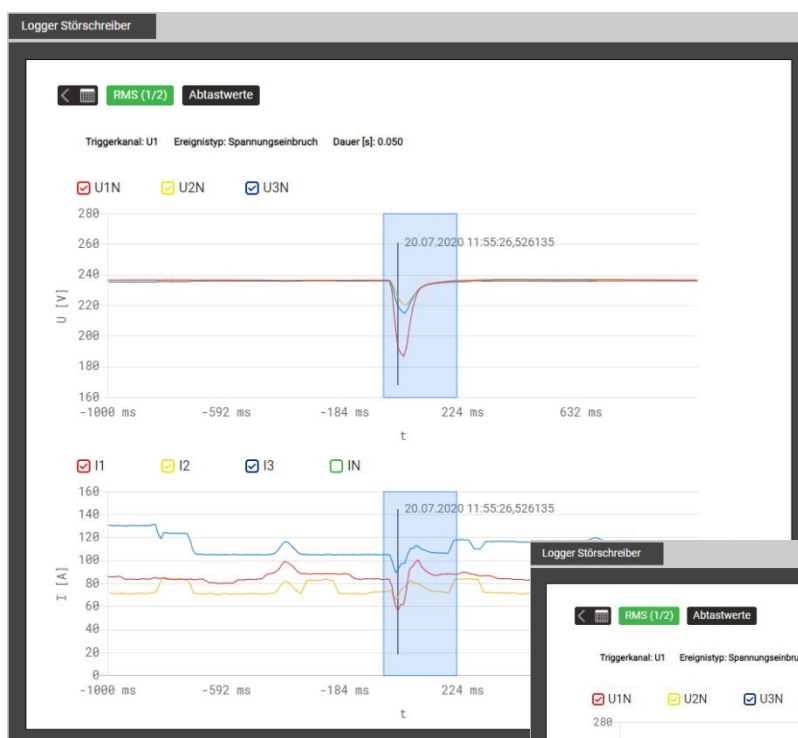 Logger Störschreiber
RMS (1/2) Abtastwerte
Triggerkanal: U1 Ereignistyp: Spannungseinbruch Dauer [s]: 0.050
U1N U2N U3N
280
260
240
220
200
180
160
U [V]
20.07.2020 11:55:26,526135
-1000 ms -592 ms -184 ms 224 ms 632 ms
t
I1 I2 I3 IN
160
140
120
100
80
60
40
20
0
I [A]
20.07.2020 11:55:26,526135
-1000 ms -592 ms -184 ms 224 ms
t
Logger Störschreiber
RMS (1/2) Abtastwerte
Triggerkanal: U1 Ereignistyp: Spannungseinbru
U1N U2N U3N
280